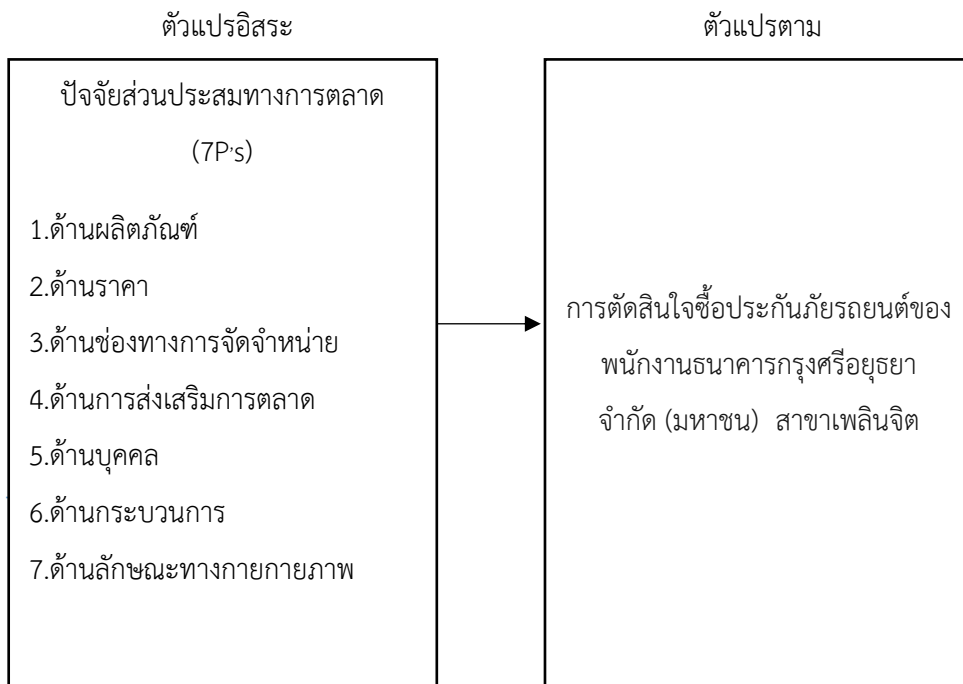 ตัวแปรอิสระ
ปัจจัยส่วนประสมทางการตลาด
(7P's)
1.ด้านผลิตภัณฑ์
2.ด้านราคา
3.ด้านช่องทางการจัดจำหน่าย
4.ด้านการส่งเสริมการตลาด
5.ด้านบุคคล
6.ด้านกระบวนการ
7.ด้านลักษณะทางกายกายภาพ
ตัวแปรตาม
การตัดสินใจซื้อประกันภัยรถยนต์ของ
พนักงานธนาคารกรุงศรีอยุธยา
จำกัด (มหาชน) สาขาเพลินจิต